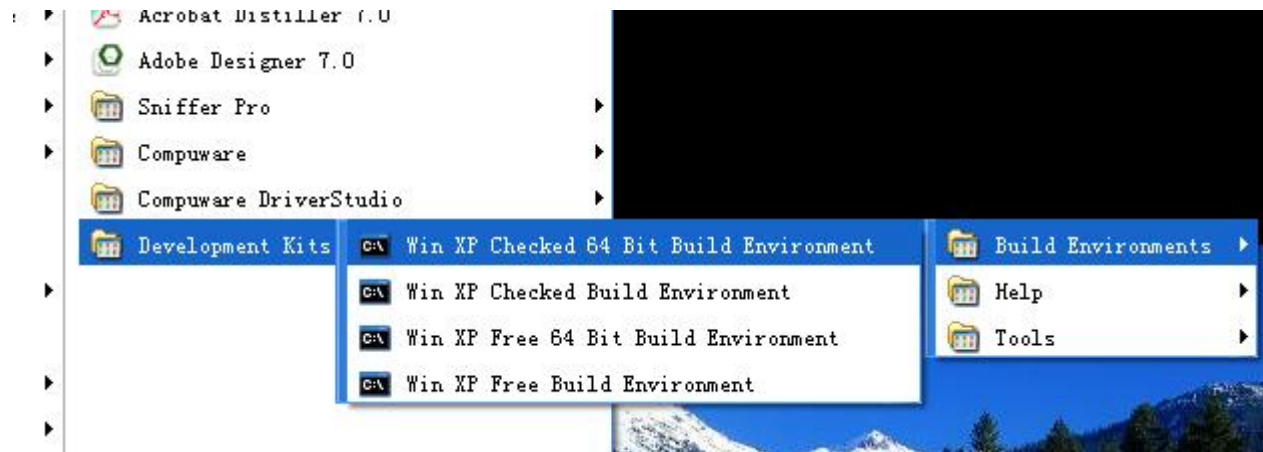 Acrobat Distiller 7.0
Adobe Designer 7.0
Sniffer Pro
Compuware
Compuware DriverStudio
Development Kits
Win XP Checked 64 Bit Build Environment
Win XP Checked Build Environment
Win XP Free 64 Bit Build Environment
Win XP Free Build Environment
Build Environments
Help
Tools